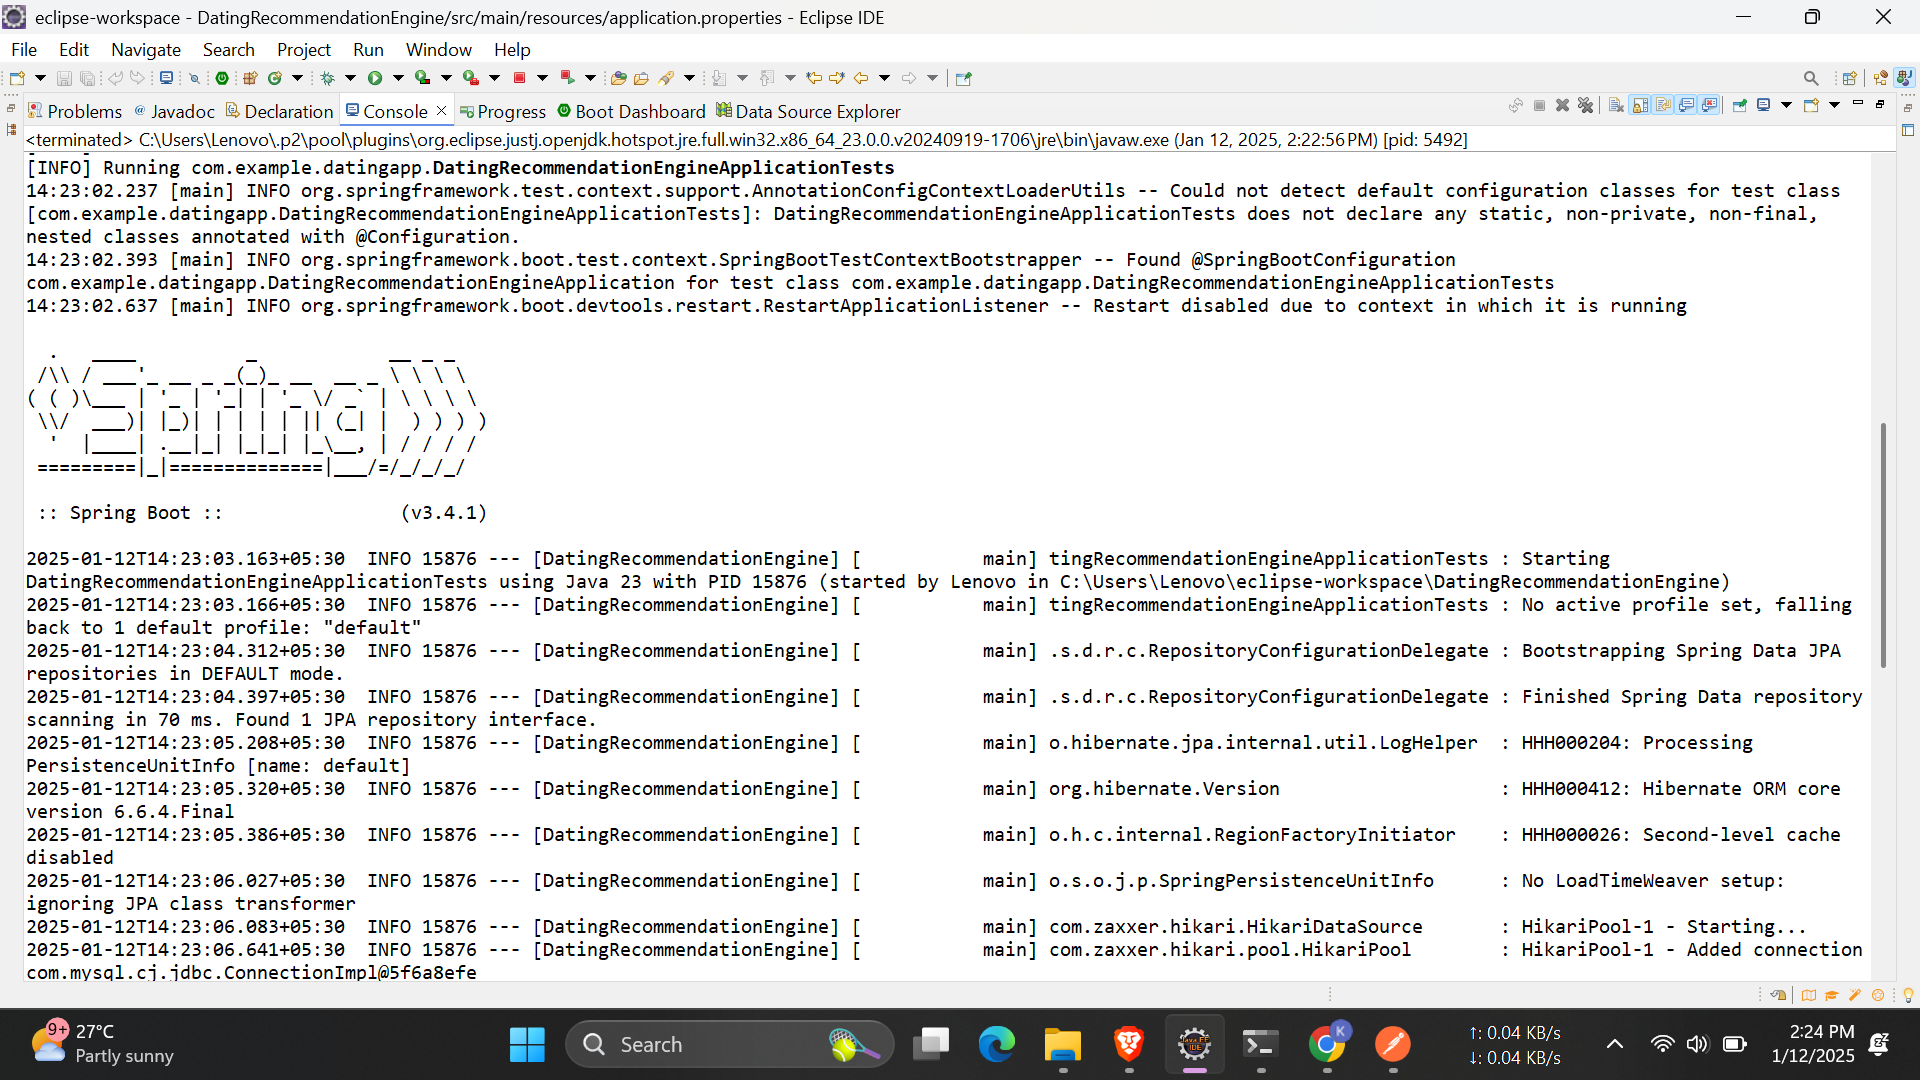 eclipse-workspace - DatingRecommendationEngine/src/main/resources/application.properties - Eclipse IDE
File Edit Navigate Search Project Run Window Help
Problems Javadoc Declaration Console Progress Boot Dashboard Data Source Explorer
<terminated> C:\Users\Lenovo\.p2\pool\plugins\org.eclipse.justj.openjdk.hotspot.jre.full.win32.x86_64_23.0.0.v20240919-1706\jre\bin\javaw.exe (Jan 12, 2025, 2:22:56 PM) [pid: 5492]
[INFO] Running com.example.datingapp.DatingRecommendationEngineApplicationTests
14:23:02.237 [main] INFO org.springframework.test.context.support.AnnotationConfigContextLoaderUtils -- Could not detect default configuration classes for test class
[com.example.datingapp.DatingRecommendationEngineApplicationTests]: DatingRecommendationEngineApplicationTests does not declare any static, non-private, non-final,
nested classes annotated with @Configuration.
14:23:02.393 [main] INFO org.springframework.boot.test.context.SpringBootTestContextBootstrapper -- Found @SpringBootConfiguration
com.example.datingapp.DatingRecommendationEngineApplication for test class com.example.datingapp.DatingRecommendationEngineApplicationTests
14:23:02.637 [main] INFO org.springframework.boot.devtools.restart.RestartApplicationListener -- Restart disabled due to context in which it is running
  .   ____          _            __ _ _
 /\\ / ___'_ __ _ _(_)_ __  __ _ \ \ \ \
( ( )\___ | '_ | '_| | '_ \/ _` | \ \ \ \
 \\/  ___)| |_)| | | | | || (_| |  ) ) ) )
  '  |____| .__|_| |_|_| |_\__, | / / / /
 =========|_|==============|___/=/_/_/_/
 :: Spring Boot ::                (v3.4.1)
2025-01-12T14:23:03.163+05:30  INFO 15876 --- [DatingRecommendationEngine] [           main] tingRecommendationEngineApplicationTests : Starting
DatingRecommendationEngineApplicationTests using Java 23 with PID 15876 (started by Lenovo in C:\Users\Lenovo\eclipse-workspace\DatingRecommendationEngine)
2025-01-12T14:23:03.166+05:30  INFO 15876 --- [DatingRecommendationEngine] [           main] tingRecommendationEngineApplicationTests : No active profile set, falling
back to 1 default profile: "default"
2025-01-12T14:23:04.312+05:30  INFO 15876 --- [DatingRecommendationEngine] [           main] .s.d.r.c.RepositoryConfigurationDelegate : Bootstrapping Spring Data JPA
repositories in DEFAULT mode.
2025-01-12T14:23:04.397+05:30  INFO 15876 --- [DatingRecommendationEngine] [           main] .s.d.r.c.RepositoryConfigurationDelegate : Finished Spring Data repository
scanning in 70 ms. Found 1 JPA repository interface.
2025-01-12T14:23:05.208+05:30  INFO 15876 --- [DatingRecommendationEngine] [           main] o.hibernate.jpa.internal.util.LogHelper  : HHH000204: Processing
PersistenceUnitInfo [name: default]
2025-01-12T14:23:05.320+05:30  INFO 15876 --- [DatingRecommendationEngine] [           main] org.hibernate.Version                    : HHH000412: Hibernate ORM core
version 6.6.4.Final
2025-01-12T14:23:05.386+05:30  INFO 15876 --- [DatingRecommendationEngine] [           main] o.h.c.internal.RegionFactoryInitiator    : HHH000026: Second-level cache
disabled
2025-01-12T14:23:06.027+05:30  INFO 15876 --- [DatingRecommendationEngine] [           main] o.s.o.j.p.SpringPersistenceUnitInfo      : No LoadTimeWeaver setup:
ignoring JPA class transformer
2025-01-12T14:23:06.083+05:30  INFO 15876 --- [DatingRecommendationEngine] [           main] com.zaxxer.hikari.HikariDataSource       : HikariPool-1 - Starting...
2025-01-12T14:23:06.641+05:30  INFO 15876 --- [DatingRecommendationEngine] [           main] com.zaxxer.hikari.pool.HikariPool        : HikariPool-1 - Added connection
com.mysql.cj.jdbc.ConnectionImpl@5f6a8efe
9+ 27°C
Partly sunny
Search
K
↑: 0.04 KB/s
↓: 0.04 KB/s
2:24 PM
1/12/2025